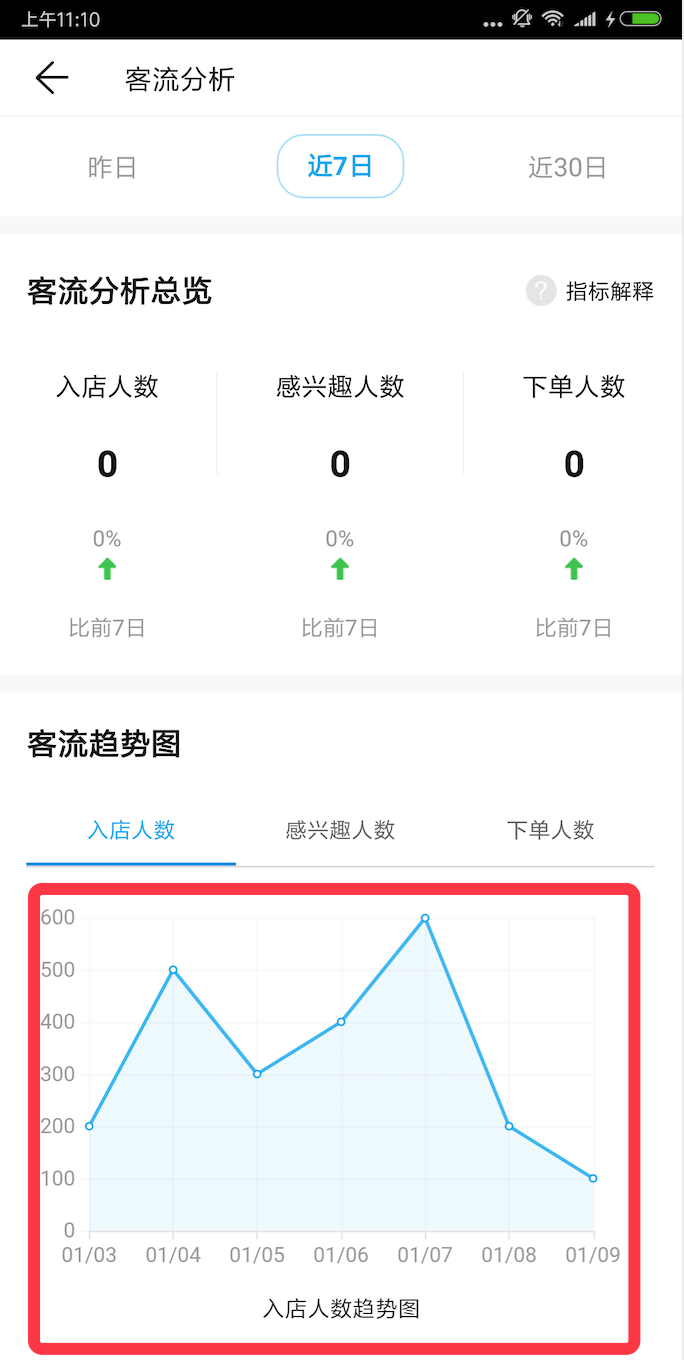 上午11:10
客流分析
昨日 近7日 近30日
客流分析总览 ? 指标解释
入店人数 感兴趣人数 下单人数
0 0 0
0% 0% 0%
比前7日 比前7日 比前7日
客流趋势图
入店人数 感兴趣人数 下单人数
600
500
400
300
200
100
0
01/03 01/04 01/05 01/06 01/07 01/08 01/09
入店人数趋势图